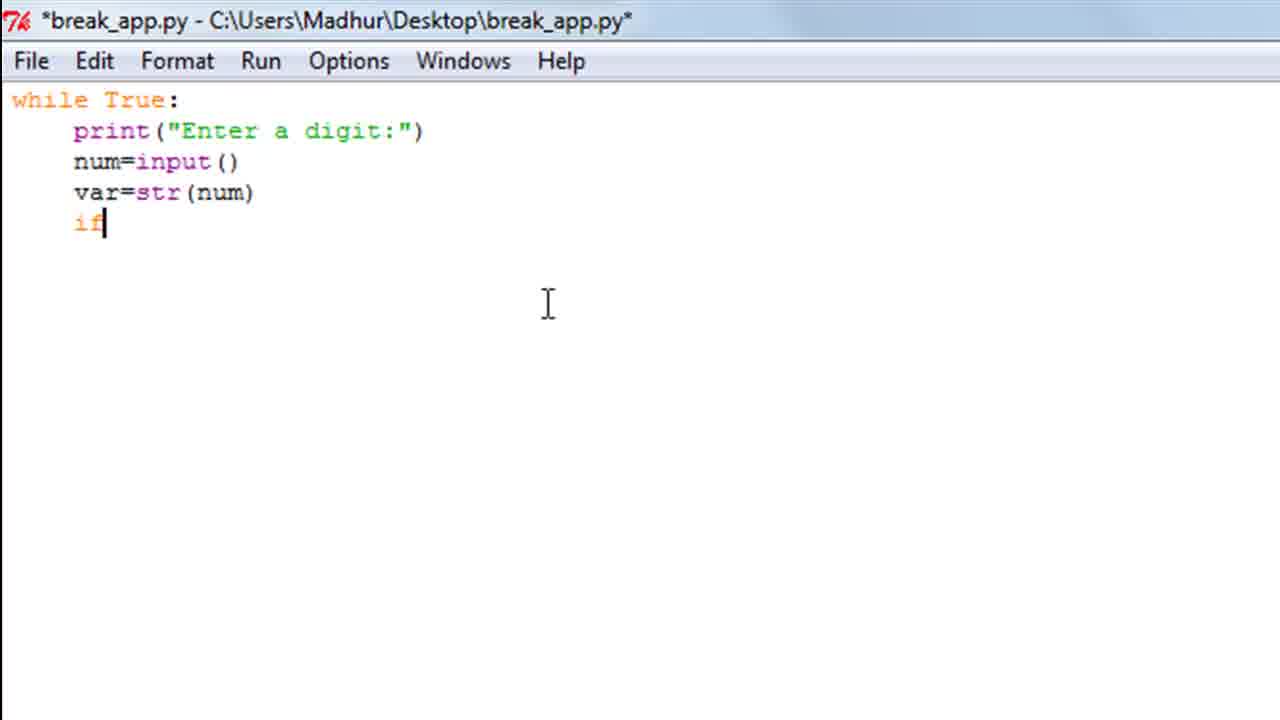 *break_app.py - C:\Users\Madhur\Desktop\break_app.py*
File Edit Format Run Options Windows Help
while True:
    print("Enter a digit:")
    num=input()
    var=str(num)
    if